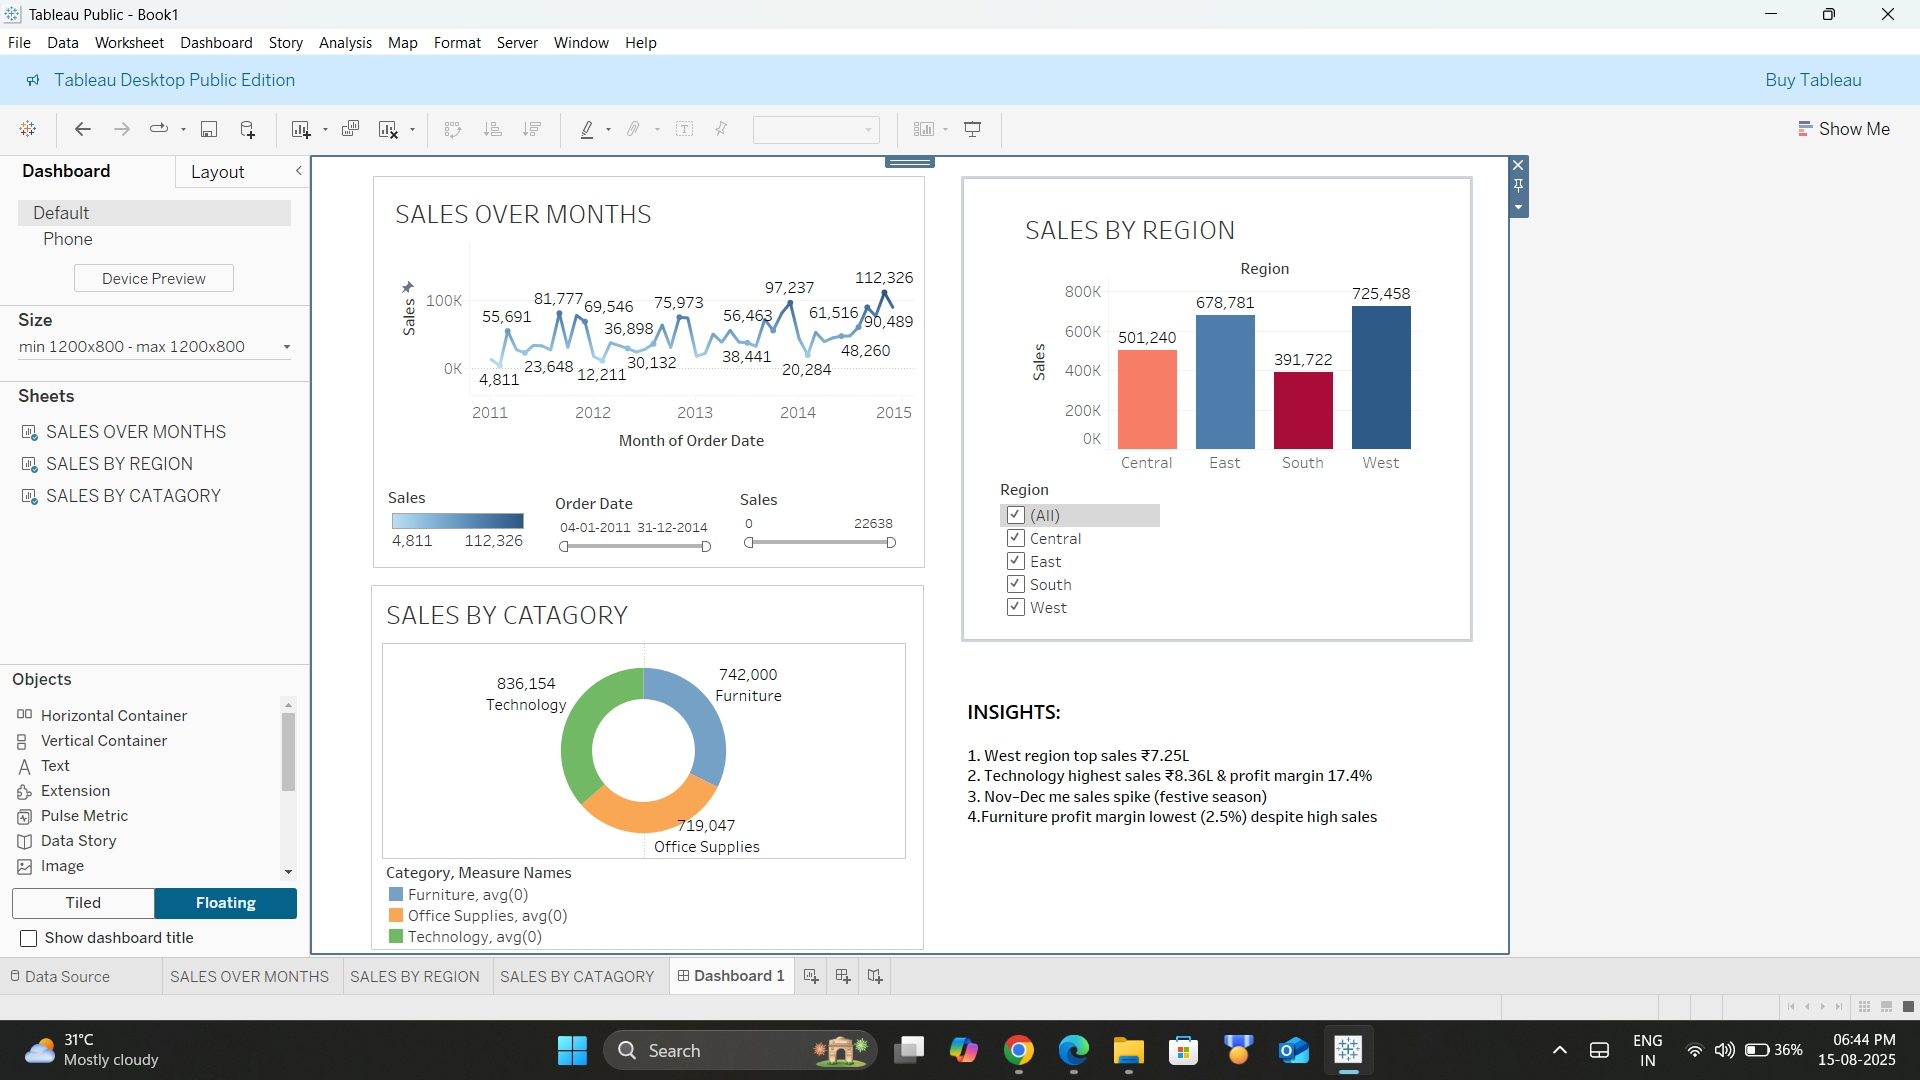 Tableau Public - Book1
File Data Worksheet Dashboard Story Analysis Map Format Server Window Help
Tableau Desktop Public Edition
Buy Tableau
Show Me
Dashboard
Layout
Default
Phone
Device Preview
Size
min 1200x800 - max 1200x800
Sheets
SALES OVER MONTHS
SALES BY REGION
SALES BY CATAGORY
Objects
Horizontal Container
Vertical Container
Text
Extension
Pulse Metric
Data Story
Image
Tiled
Floating
Show dashboard title
SALES OVER MONTHS
Sales
100K
0K
55,691
4,811
81,777
23,648
69,546
12,211
36,898
30,132
75,973
56,463
38,441
97,237
20,284
61,516
48,260
112,326
90,489
2011 2012 2013 2014 2015
Month of Order Date
Sales
4,811 112,326
Order Date
04-01-2011 31-12-2014
Sales
0 22638
SALES BY CATAGORY
836,154
Technology
742,000
Furniture
719,047
Office Supplies
Category, Measure Names
Furniture, avg(0)
Office Supplies, avg(0)
Technology, avg(0)
SALES BY REGION
Region
Sales
800K
600K
400K
200K
0K
501,240
678,781
391,722
725,458
Central East South West
Region
(All)
Central
East
South
West
INSIGHTS:
1. West region top sales ₹7.25L
2. Technology highest sales ₹8.36L & profit margin 17.4%
3. Nov–Dec me sales spike (festive season)
4.Furniture profit margin lowest (2.5%) despite high sales
Data Source
SALES OVER MONTHS
SALES BY REGION
SALES BY CATAGORY
Dashboard 1
31°C
Mostly cloudy
Search
ENG
IN
36%
06:44 PM
15-08-2025